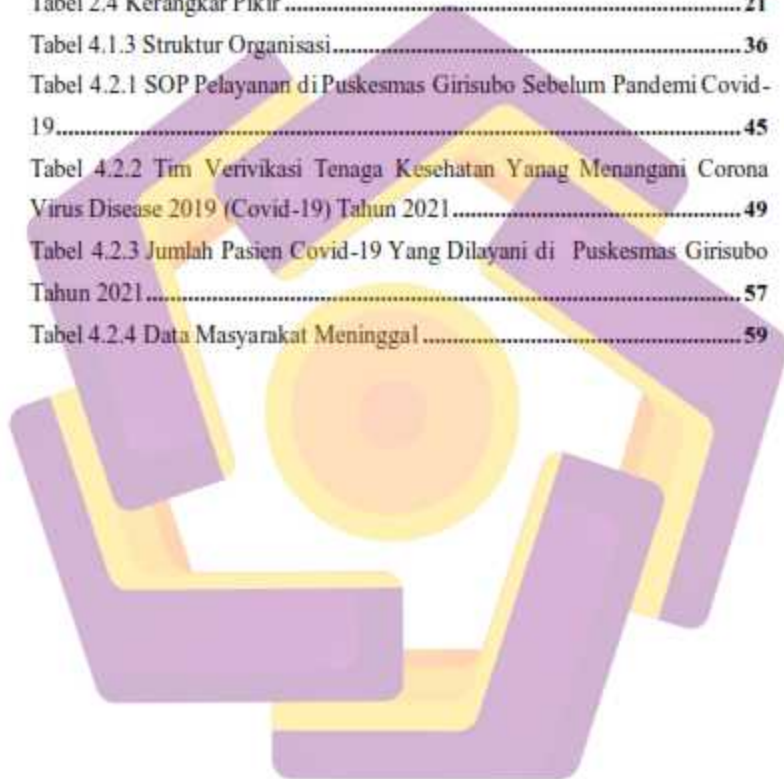 Tabel 2.4 Kerangkar Pikir.......................................................................21
Tabel 4.1.3 Struktur Organisasi..............................................................36
Tabel 4.2.1 SOP Pelayanan di Puskesmas Girisubo Sebelum Pandemi Covid-
19.............................................................................................................45
Tabel 4.2.2 Tim Verivikasi Tenaga Kesehatan Yanag Menangani Corona
Virus Disease 2019 (Covid-19) Tahun 2021............................................49
Tabel 4.2.3 Jumlah Pasien Covid-19 Yang Dilayani di Puskesmas Girisubo
Tahun 2021..............................................................................................57
Tabel 4.2.4 Data Masyarakat Meninggal.................................................59